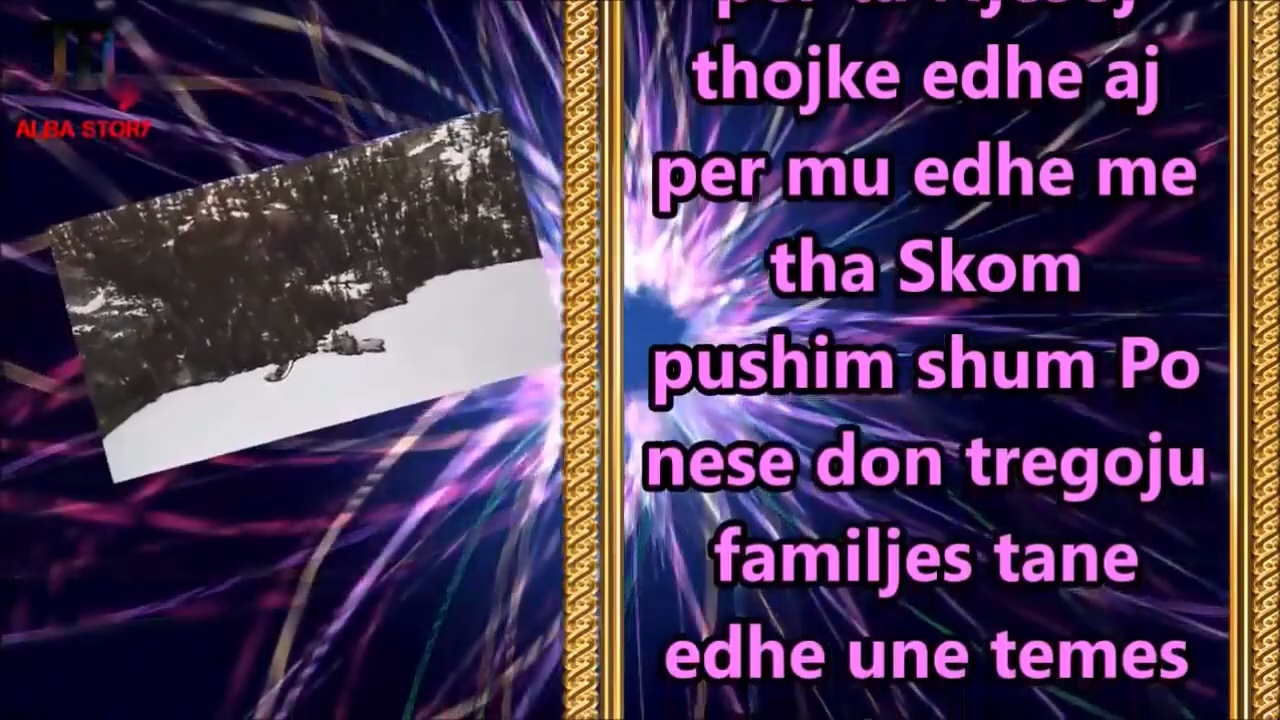 ALBA STORY
thojke edhe aj
per mu edhe me
tha Skom
pushim shum Po
nese don tregoju
familjes tane
edhe une temes